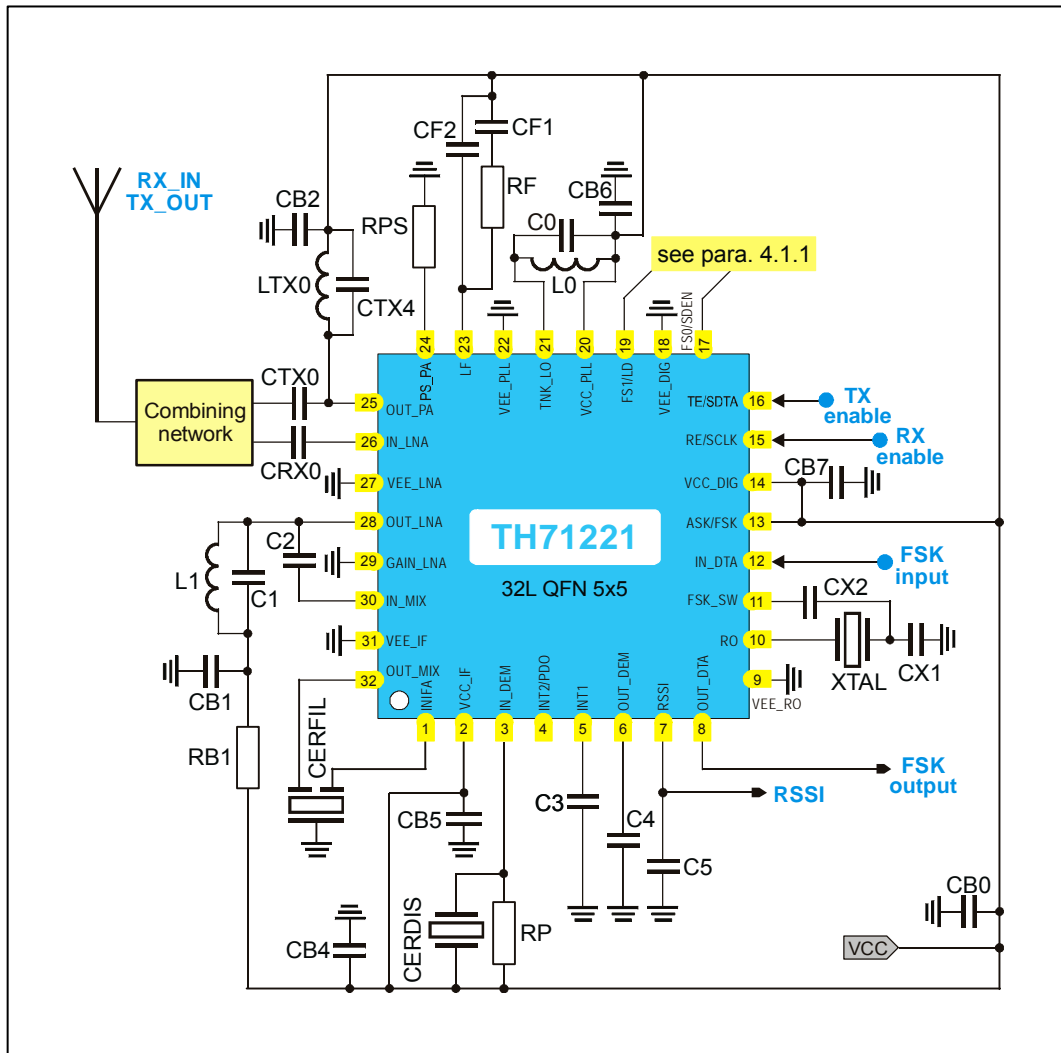 CF2
CF1
RX_IN
TX_OUT
CB2
RPS
RF
CB6
C0
L0
see para. 4.1.1
LTX0
CTX4
FS0/SDEN
24
23
22
21
20
19
18
17
PS_PA
LF
VEE_PLL
TNK_LO
VCC_PLL
FS1/LD
VEE_DIG
Combining
network
CTX0
CRX0
25
OUT_PA
26
IN_LNA
27
VEE_LNA
28
OUT_LNA
29
GAIN_LNA
30
IN_MIX
31
VEE_IF
32
OUT_MIX
TE/SDTA
16
TX
enable
RE/SCLK
15
RX
enable
VCC_DIG
14
CB7
ASK/FSK
13
IN_DTA
12
FSK
input
FSK_SW
11
CX2
RO
10
XTAL
CX1
9
VEE_RO
TH71221
32L QFN 5x5
L1
C1
C2
CB1
RB1
CERFIL
INIFA
VCC_IF
IN_DEM
INT2/PDO
INT1
OUT_DEM
RSSI
OUT_DTA
1
2
3
4
5
6
7
8
FSK
output
RSSI
CB5
C3
C4
C5
CERDIS
RP
CB4
CB0
VCC